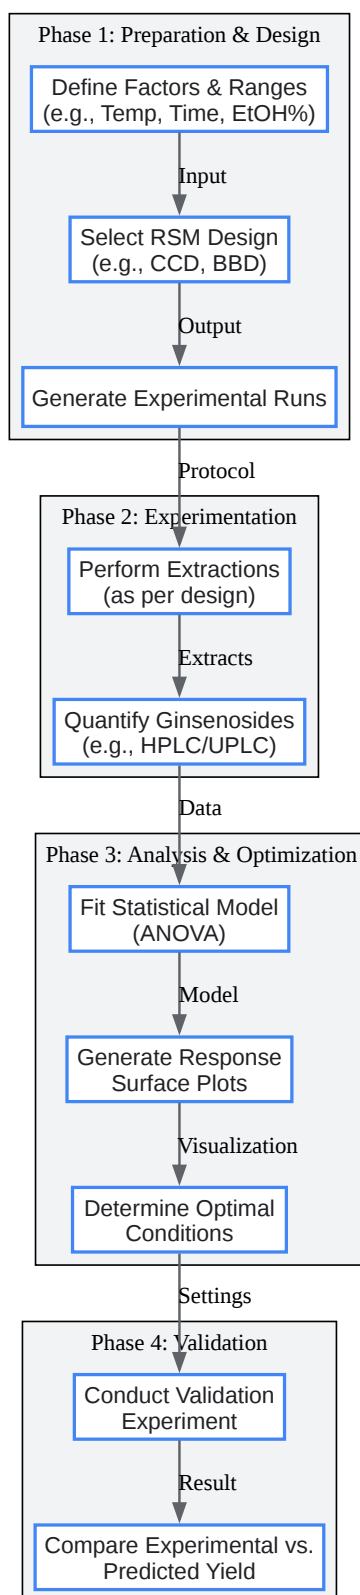 Phase 1: Preparation & Design
Define Factors & Ranges
(e.g., Temp, Time, EtOH%)
Input
Select RSM Design
(e.g., CCD, BBD)
Output
Generate Experimental Runs
Protocol
Phase 2: Experimentation
Perform Extractions
(as per design)
Extracts
Quantify Ginsenosides
(e.g., HPLC/UPLC)
Data
Phase 3: Analysis & Optimization
Fit Statistical Model
(ANOVA)
Model
Generate Response
Surface Plots
Visualization
Determine Optimal
Conditions
Settings
Phase 4: Validation
Conduct Validation
Experiment
Result
Compare Experimental vs.
Predicted Yield